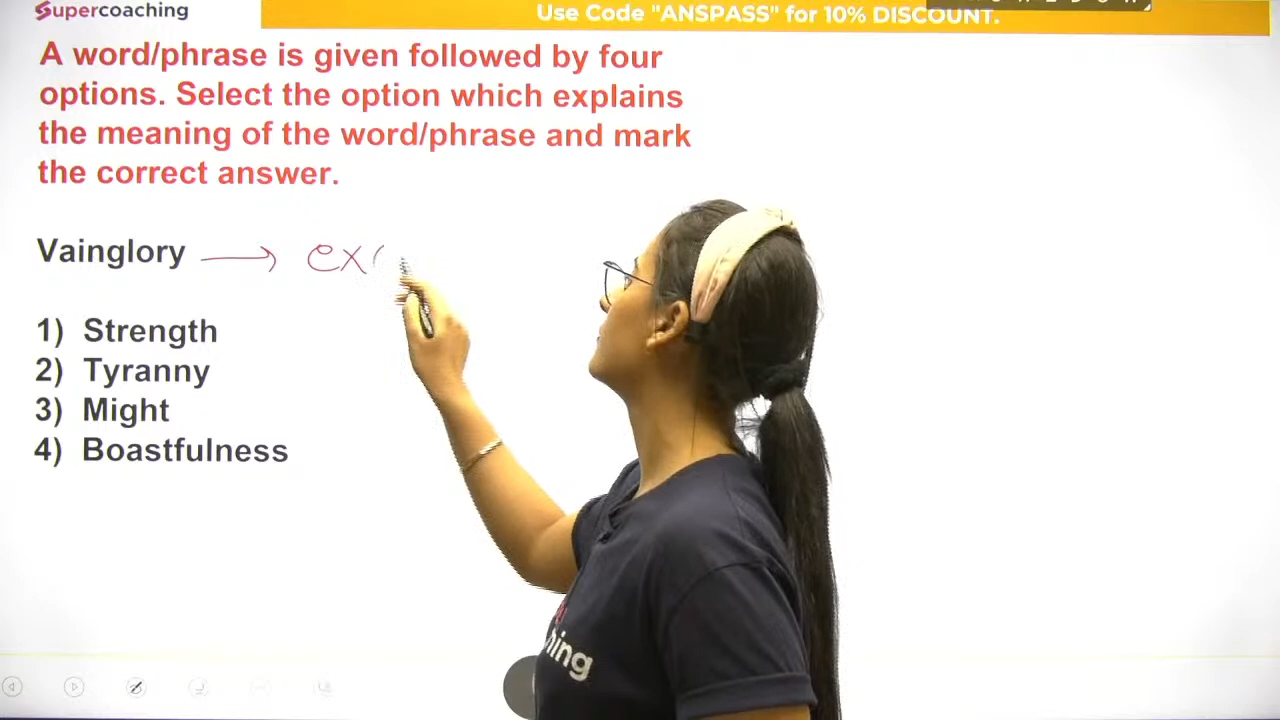 Supercoaching
Use Code "ANSPASS" for 10% DISCOUNT.
A word/phrase is given followed by four
options. Select the option which explains
the meaning of the word/phrase and mark
the correct answer.
Vainglory → ex
1) Strength
2) Tyranny
3) Might
4) Boastfulness
hing